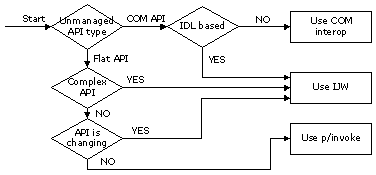 Start
Unmanaged
API type
COM API
IDL based
NO
Use COM
interop
Flat API
YES
Complex
API
YES
Use IJW
NO
API is
changing
YES
NO
Use p/invoke